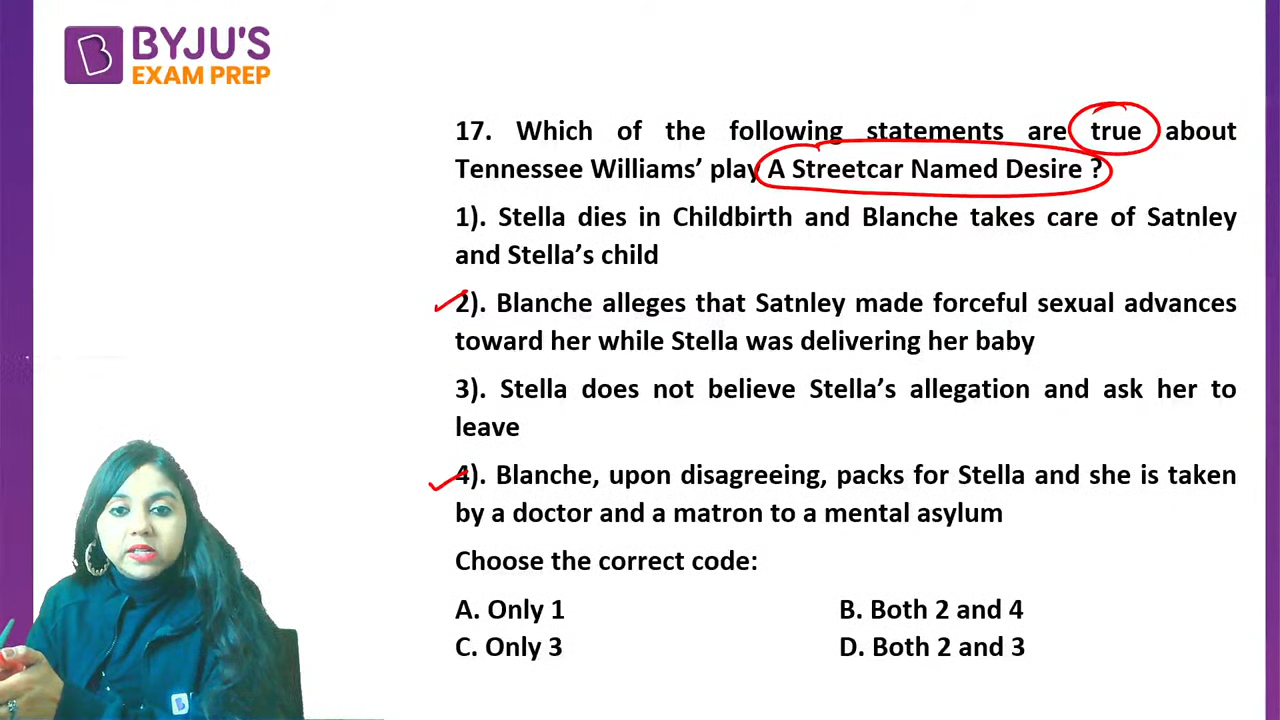 BYJU'S
EXAM PREP
17. Which of the following statements are true about
Tennessee Williams’ play A Streetcar Named Desire ?
1). Stella dies in Childbirth and Blanche takes care of Satnley
and Stella’s child
2). Blanche alleges that Satnley made forceful sexual advances
toward her while Stella was delivering her baby
3). Stella does not believe Stella’s allegation and ask her to
leave
4). Blanche, upon disagreeing, packs for Stella and she is taken
by a doctor and a matron to a mental asylum
Choose the correct code:
A. Only 1 B. Both 2 and 4
C. Only 3 D. Both 2 and 3